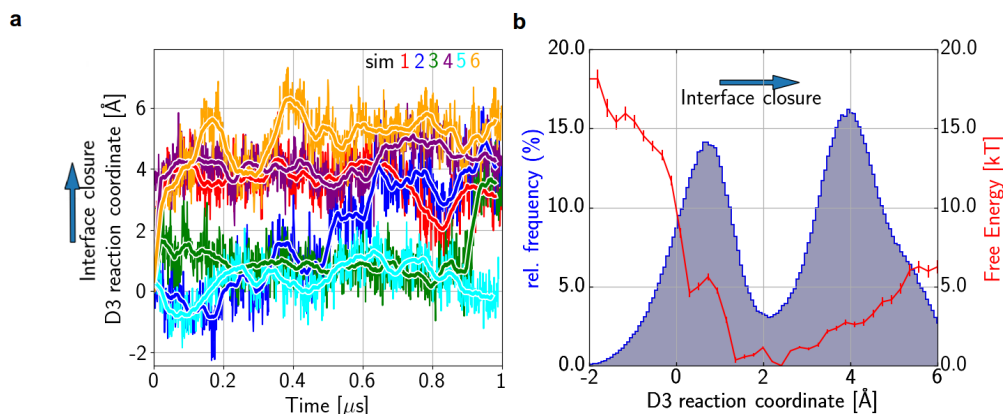 a
sim 1 2 3 4 5 6
6
4
2
0
-2
D3 reaction coordinate [Å]
Interface closure
0 0.2 0.4 0.6 0.8 1
Time [μs]
b
20.0
15.0
10.0
5.0
0.0
rel. frequency (%)
Interface closure
20.0
15.0
10.0
5.0
0.0
Free Energy [kT]
-2 0 2 4 6
D3 reaction coordinate [Å]